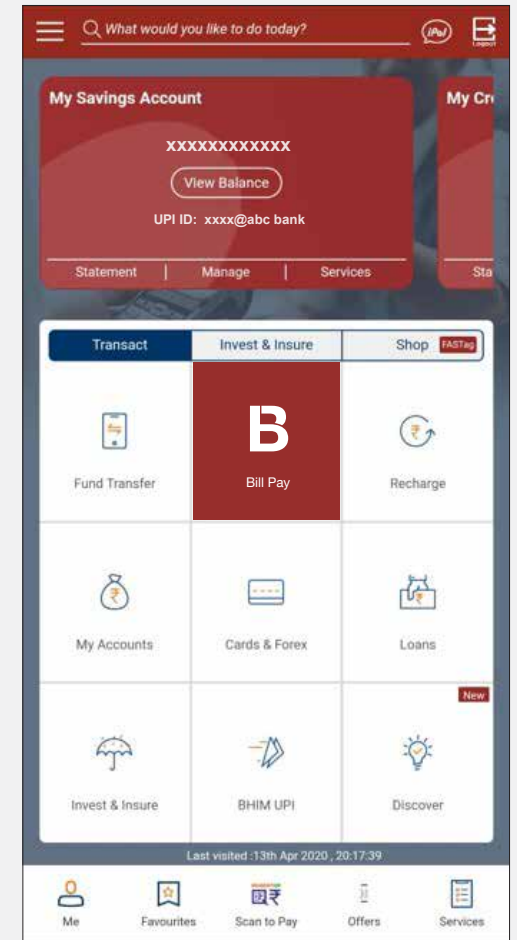 What would you like to do today?
iPal
Logout
My Savings Account
My Cre
xxxxxxxxxxxx
View Balance
UPI ID: xxxx@abc bank
Statement | Manage | Services
Sta
Transact
Invest & Insure
Shop FASTag
B
Fund Transfer
Bill Pay
Recharge
My Accounts
Cards & Forex
Loans
New
Invest & Insure
BHIM UPI
Discover
Last visited :13th Apr 2020 , 20:17:39
Me
Favourites
Scan to Pay
Offers
Services